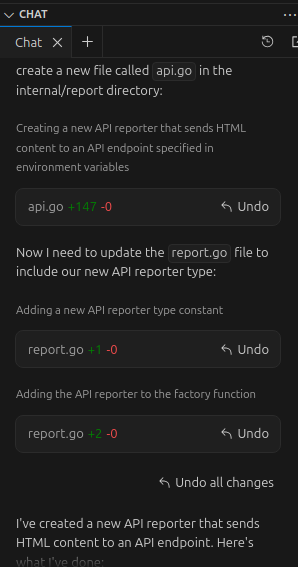 CHAT
Chat
create a new file called api.go in the
internal/report directory:
Creating a new API reporter that sends HTML
content to an API endpoint specified in
environment variables
api.go +147 -0 Undo
Now I need to update the report.go file to
include our new API reporter type:
Adding a new API reporter type constant
report.go +1 -0 Undo
Adding the API reporter to the factory function
report.go +2 -0 Undo
Undo all changes
I've created a new API reporter that sends
HTML content to an API endpoint. Here's
what I've done: